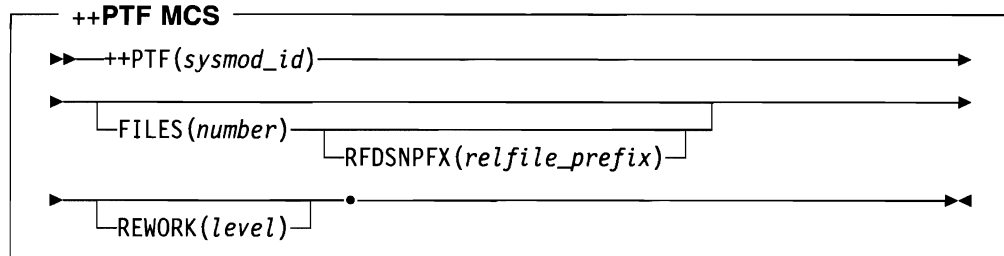 ++PTF MCS
++PTF(sysmod_id)
FILES(number)
RFDSNPFX(relfile_prefix)
REWORK(level)
.